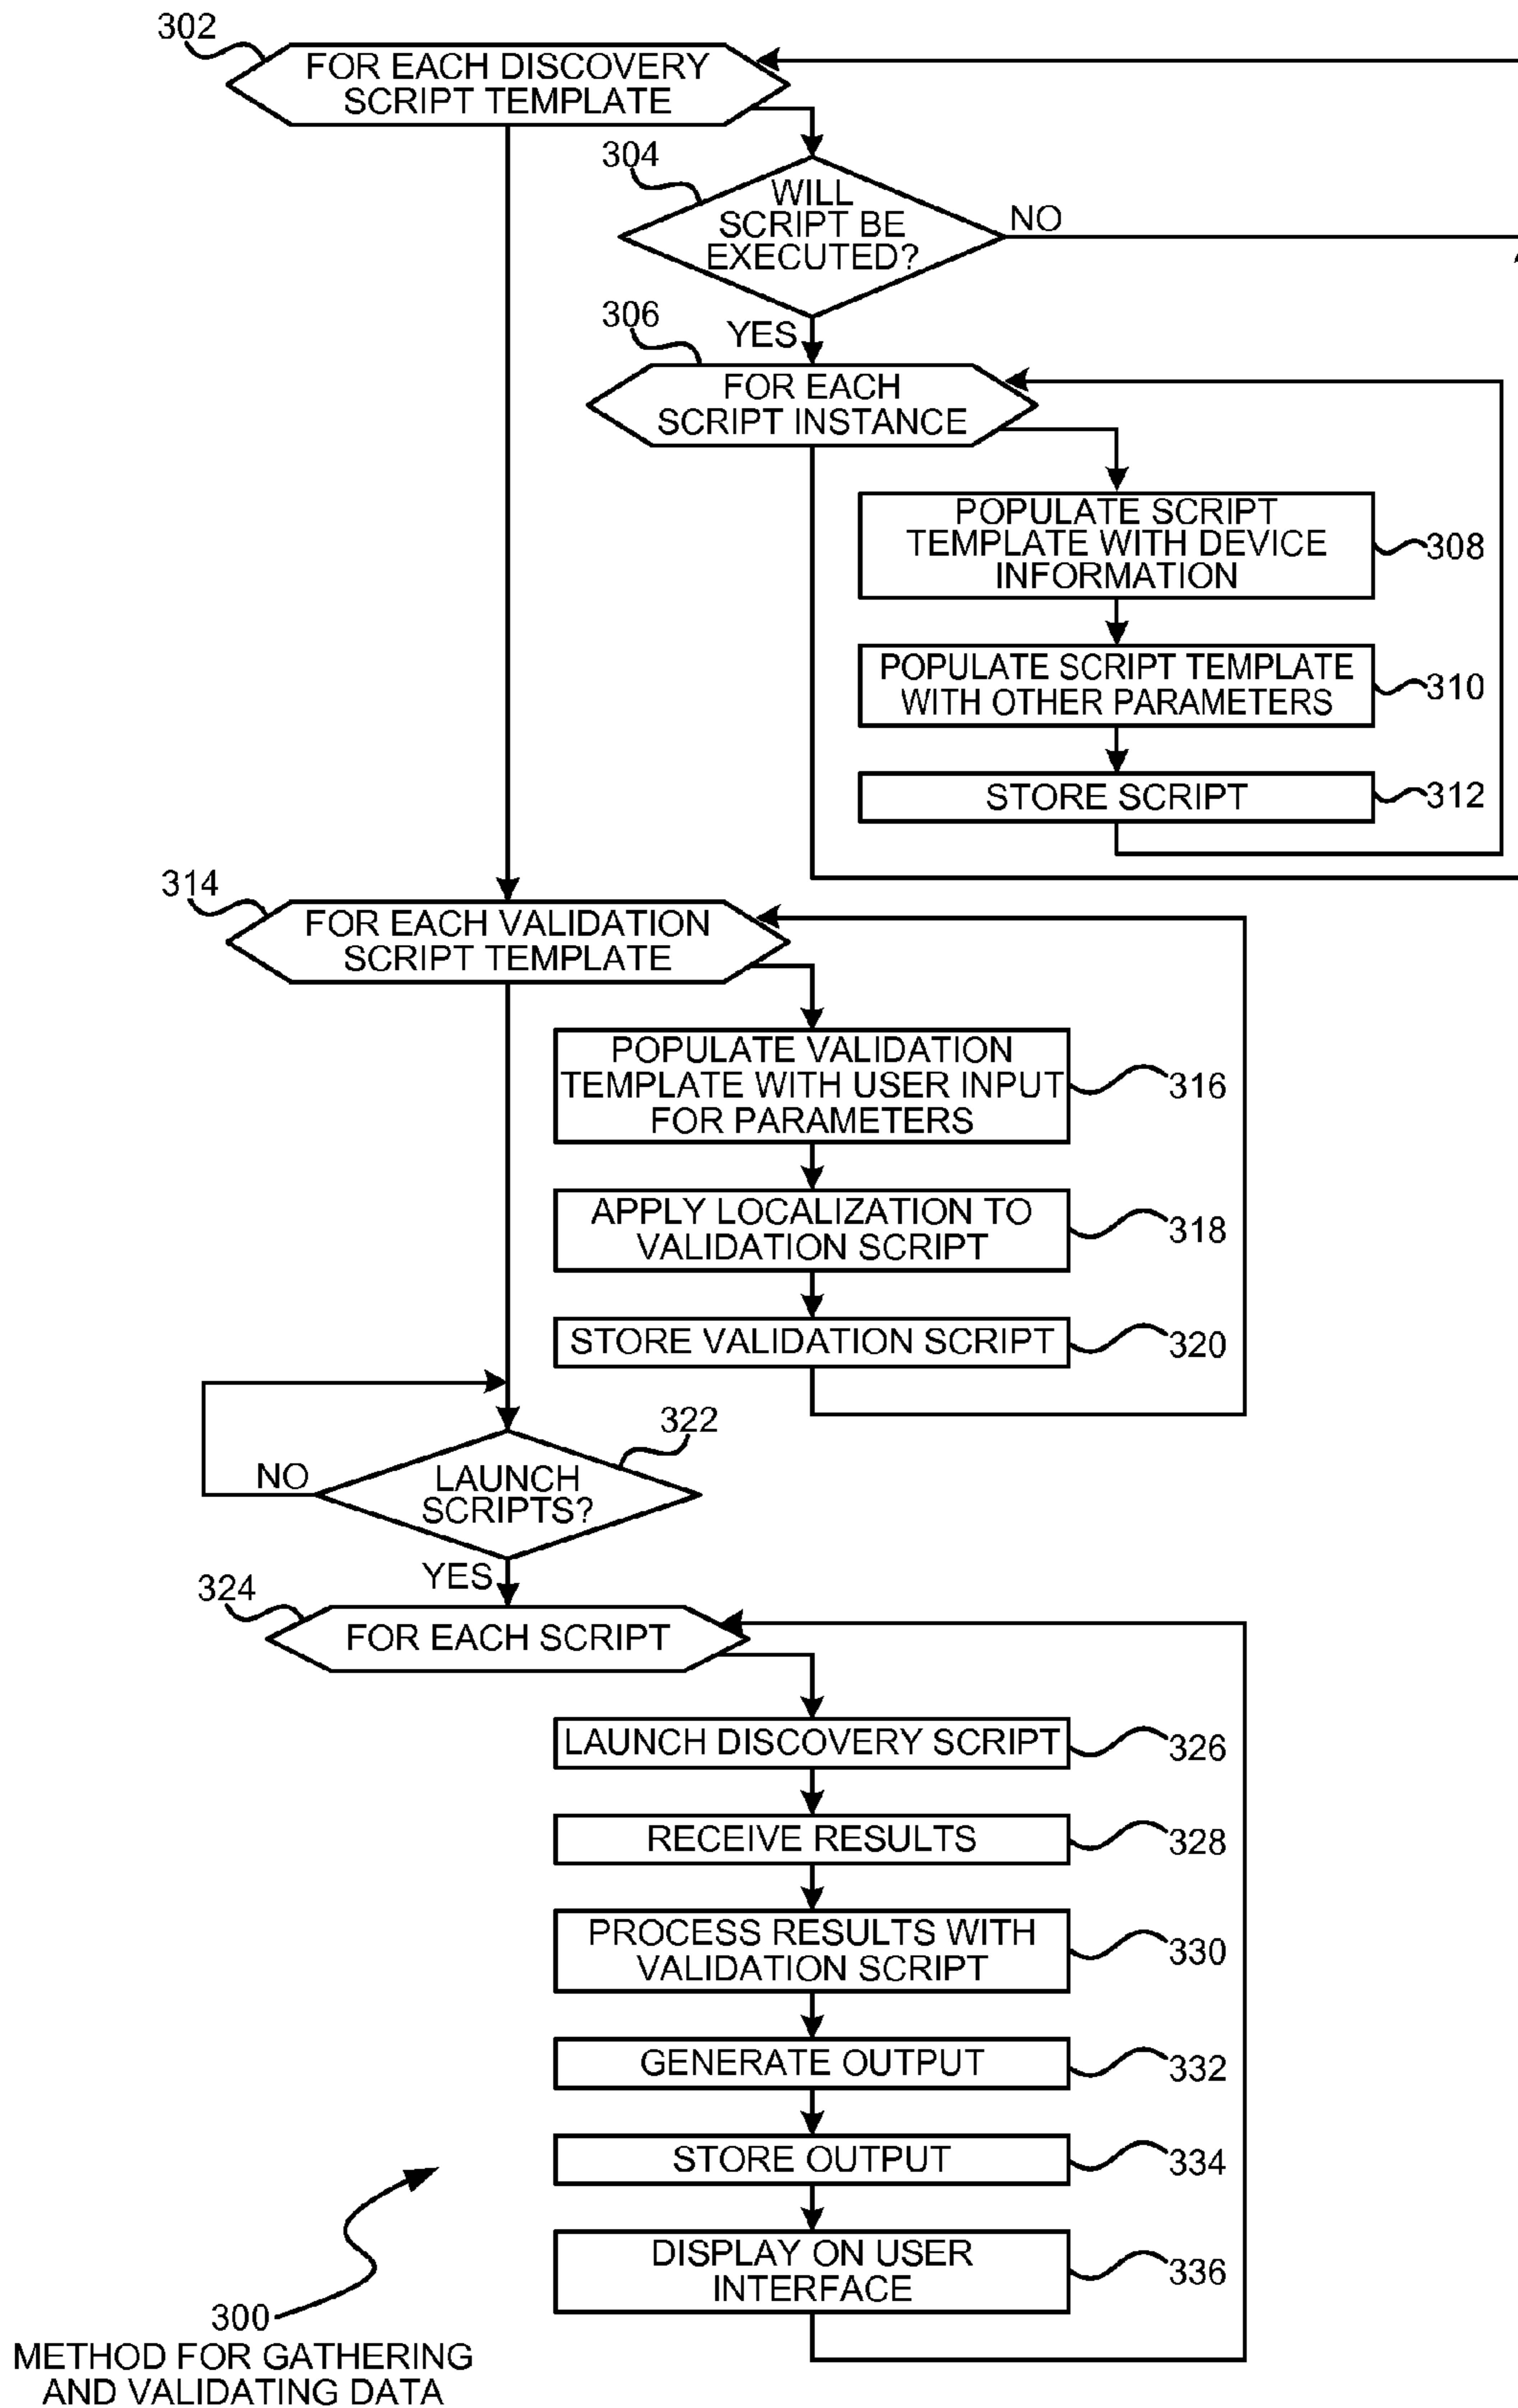 302
FOR EACH DISCOVERY
SCRIPT TEMPLATE
304
WILL
SCRIPT BE
EXECUTED?
NO
YES
306
FOR EACH
SCRIPT INSTANCE
POPULATE SCRIPT
TEMPLATE WITH DEVICE
INFORMATION
308
POPULATE SCRIPT TEMPLATE
WITH OTHER PARAMETERS
310
STORE SCRIPT
312
314
FOR EACH VALIDATION
SCRIPT TEMPLATE
POPULATE VALIDATION
TEMPLATE WITH USER INPUT
FOR PARAMETERS
316
APPLY LOCALIZATION TO
VALIDATION SCRIPT
318
STORE VALIDATION SCRIPT
320
322
LAUNCH
SCRIPTS?
NO
YES
324
FOR EACH SCRIPT
LAUNCH DISCOVERY SCRIPT
326
RECEIVE RESULTS
328
PROCESS RESULTS WITH
VALIDATION SCRIPT
330
GENERATE OUTPUT
332
STORE OUTPUT
334
DISPLAY ON USER
INTERFACE
336
300
METHOD FOR GATHERING
AND VALIDATING DATA